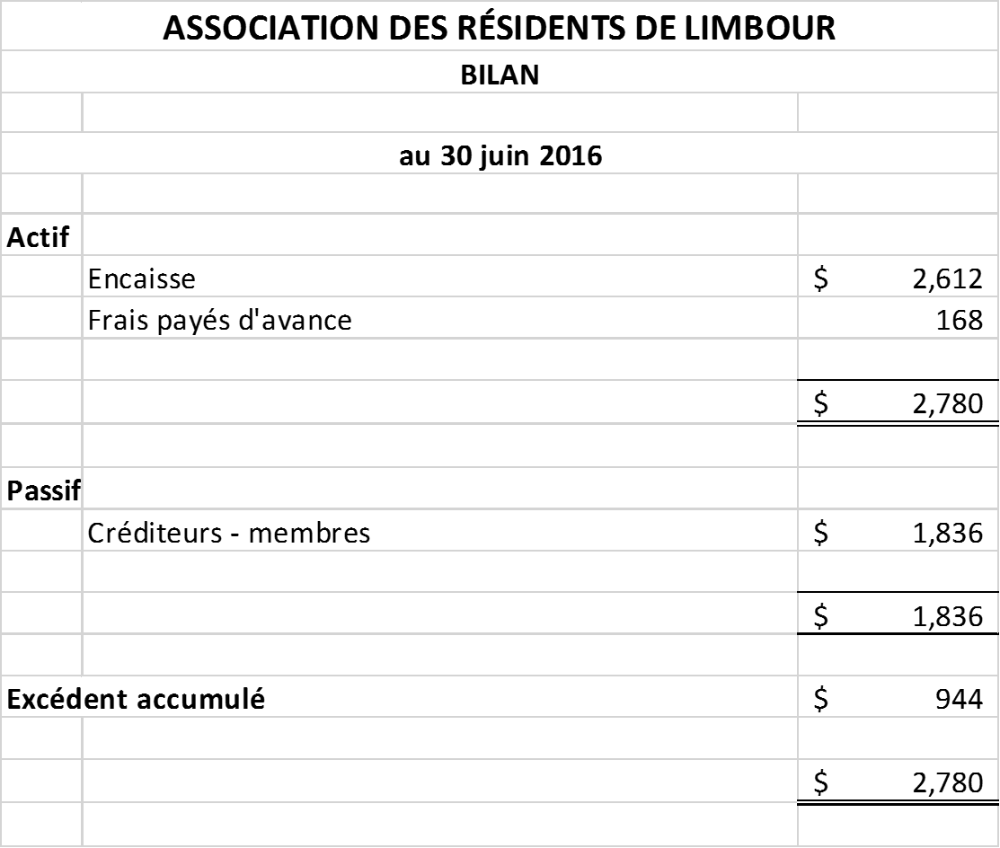 ASSOCIATION DES RÉSIDENTS DE LIMBOUR
BILAN
au 30 juin 2016
Actif
Encaisse $ 2,612
Frais payés d'avance 168
$ 2,780
Passif
Créditeurs - membres $ 1,836
$ 1,836
Excédent accumulé $ 944
$ 2,780